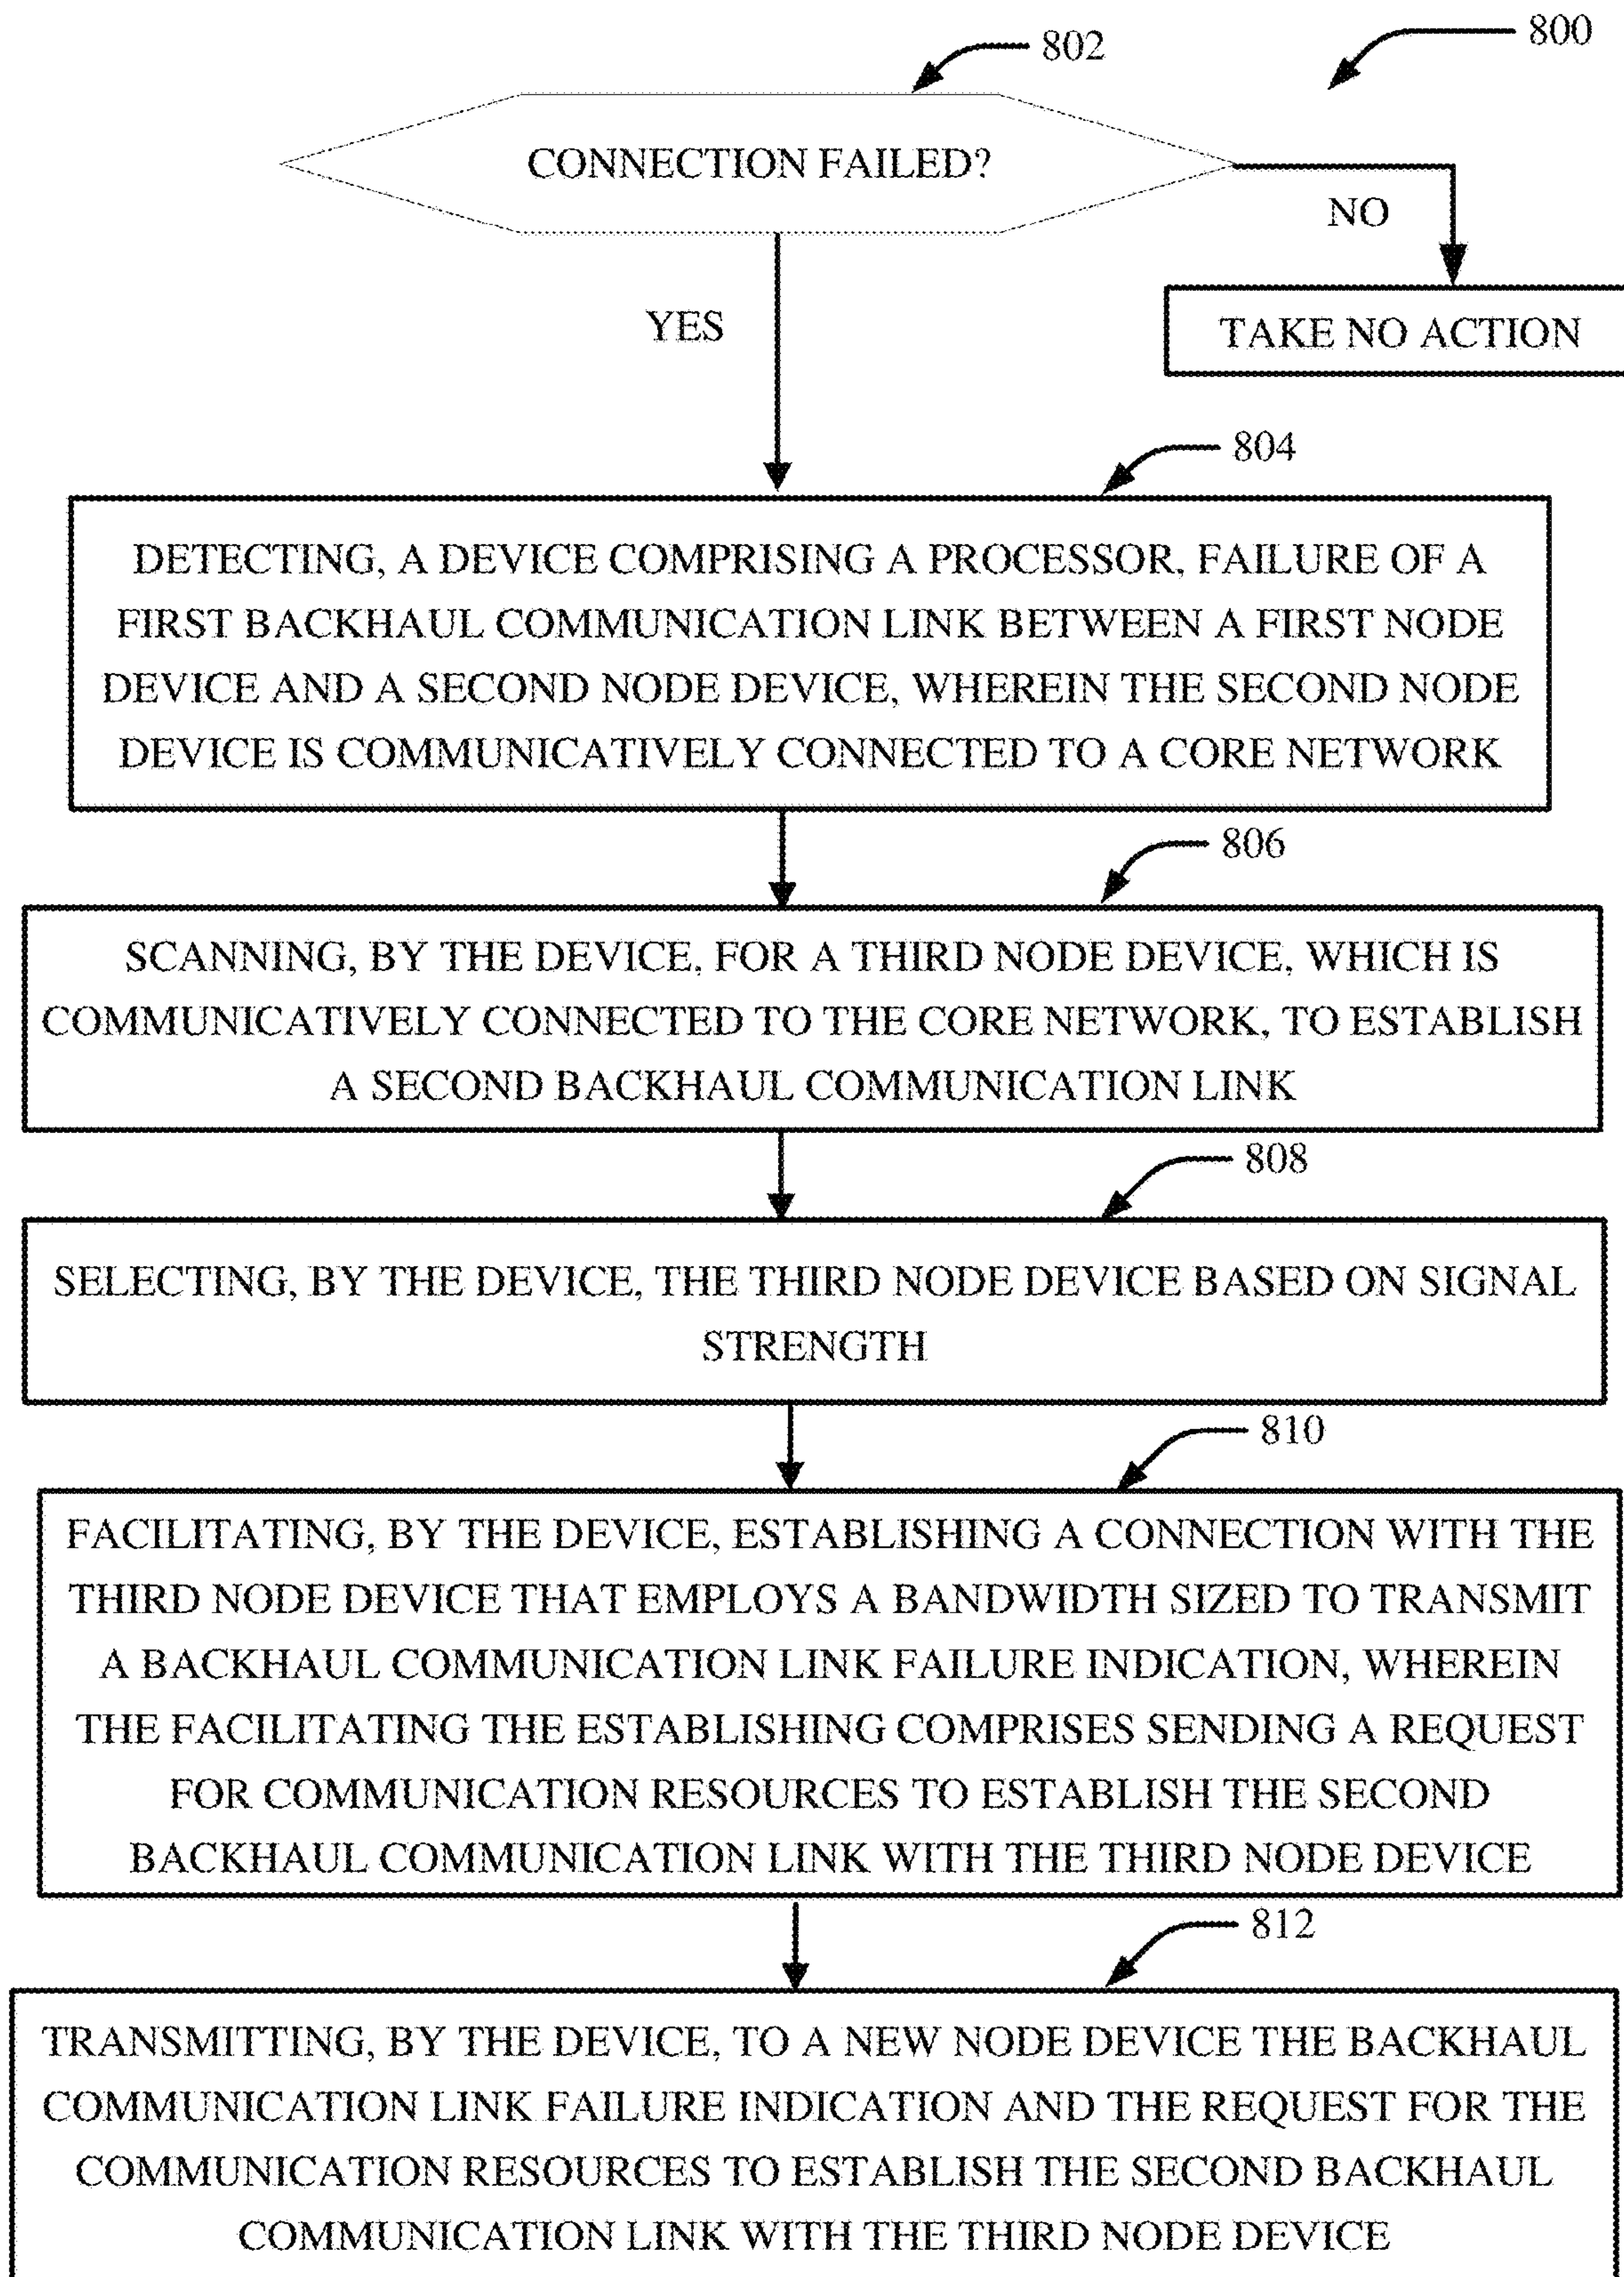 802
800
CONNECTION FAILED?
NO
YES
TAKE NO ACTION
804
DETECTING, A DEVICE COMPRISING A PROCESSOR, FAILURE OF A
FIRST BACKHAUL COMMUNICATION LINK BETWEEN A FIRST NODE
DEVICE AND A SECOND NODE DEVICE, WHEREIN THE SECOND NODE
DEVICE IS COMMUNICATIVELY CONNECTED TO A CORE NETWORK
806
SCANNING, BY THE DEVICE, FOR A THIRD NODE DEVICE, WHICH IS
COMMUNICATIVELY CONNECTED TO THE CORE NETWORK, TO ESTABLISH
A SECOND BACKHAUL COMMUNICATION LINK
808
SELECTING, BY THE DEVICE, THE THIRD NODE DEVICE BASED ON SIGNAL
STRENGTH
810
FACILITATING, BY THE DEVICE, ESTABLISHING A CONNECTION WITH THE
THIRD NODE DEVICE THAT EMPLOYS A BANDWIDTH SIZED TO TRANSMIT
A BACKHAUL COMMUNICATION LINK FAILURE INDICATION, WHEREIN
THE FACILITATING THE ESTABLISHING COMPRISES SENDING A REQUEST
FOR COMMUNICATION RESOURCES TO ESTABLISH THE SECOND
BACKHAUL COMMUNICATION LINK WITH THE THIRD NODE DEVICE
812
TRANSMITTING, BY THE DEVICE, TO A NEW NODE DEVICE THE BACKHAUL
COMMUNICATION LINK FAILURE INDICATION AND THE REQUEST FOR THE
COMMUNICATION RESOURCES TO ESTABLISH THE SECOND BACKHAUL
COMMUNICATION LINK WITH THE THIRD NODE DEVICE